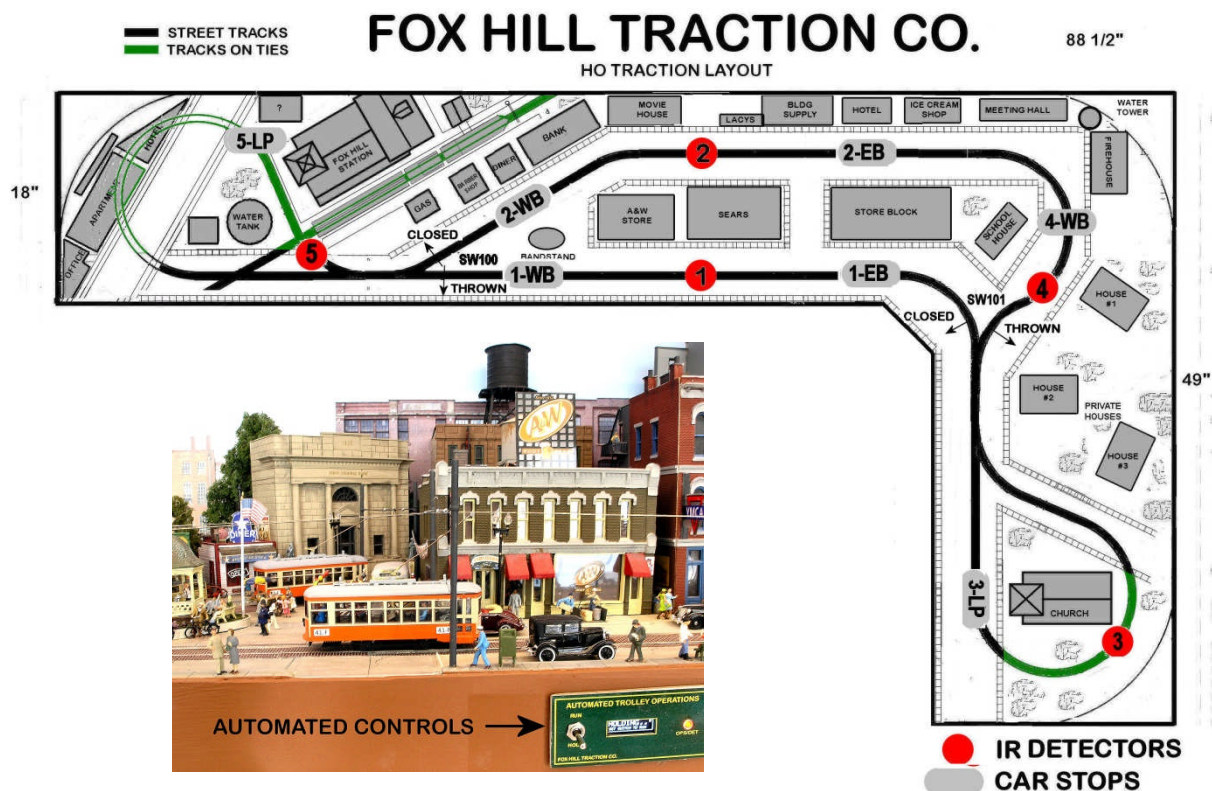 STREET TRACKS
TRACKS ON TIES
FOX HILL TRACTION CO.
88 1/2"
HO TRACTION LAYOUT
18"
49"
HOTEL
APARTMENT
OFFICE
?
5-LP
FOX HILL
STATION
WATER
TANK
5
GAS
BARBER
SHOP
DINER
BANK
MOVIE
HOUSE
LACYS
BLDG
SUPPLY
HOTEL
ICE CREAM
SHOP
MEETING HALL
WATER
TOWER
FIREHOUSE
2
2-EB
2-WB
CLOSED
SW100
THROWN
BANDSTAND
A&W
STORE
SEARS
STORE BLOCK
SCHOOL
HOUSE
4-WB
1-WB
1
1-EB
4
SW101
CLOSED
THROWN
HOUSE
#1
HOUSE
#2
PRIVATE
HOUSES
HOUSE
#3
3-LP
CHURCH
3
A&W
DINER
AUTOMATED CONTROLS
AUTOMATED TROLLEY OPERATIONS
RUN
HOLD
HOLDING..
OPS/DET
FOX HILL TRACTION CO.
IR DETECTORS
CAR STOPS